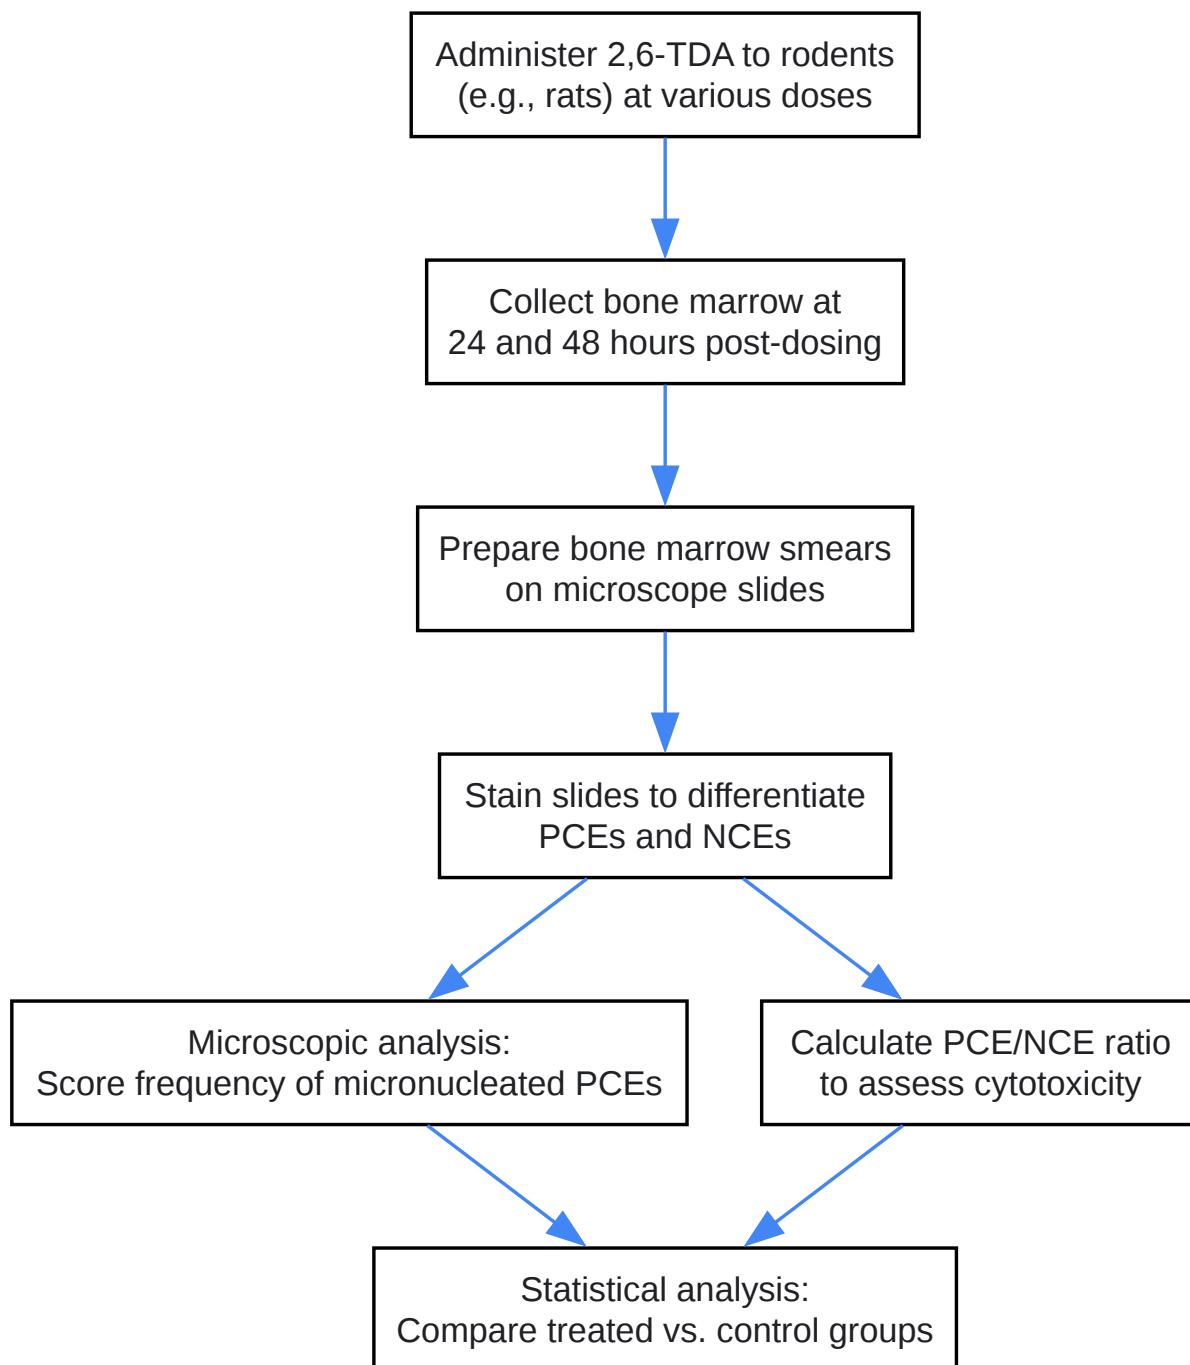 Administer 2,6-TDA to rodents
(e.g., rats) at various doses
Collect bone marrow at
24 and 48 hours post-dosing
Prepare bone marrow smears
on microscope slides
Stain slides to differentiate
PCEs and NCEs
Microscopic analysis:
Score frequency of micronucleated PCEs
Calculate PCE/NCE ratio
to assess cytotoxicity
Statistical analysis:
Compare treated vs. control groups